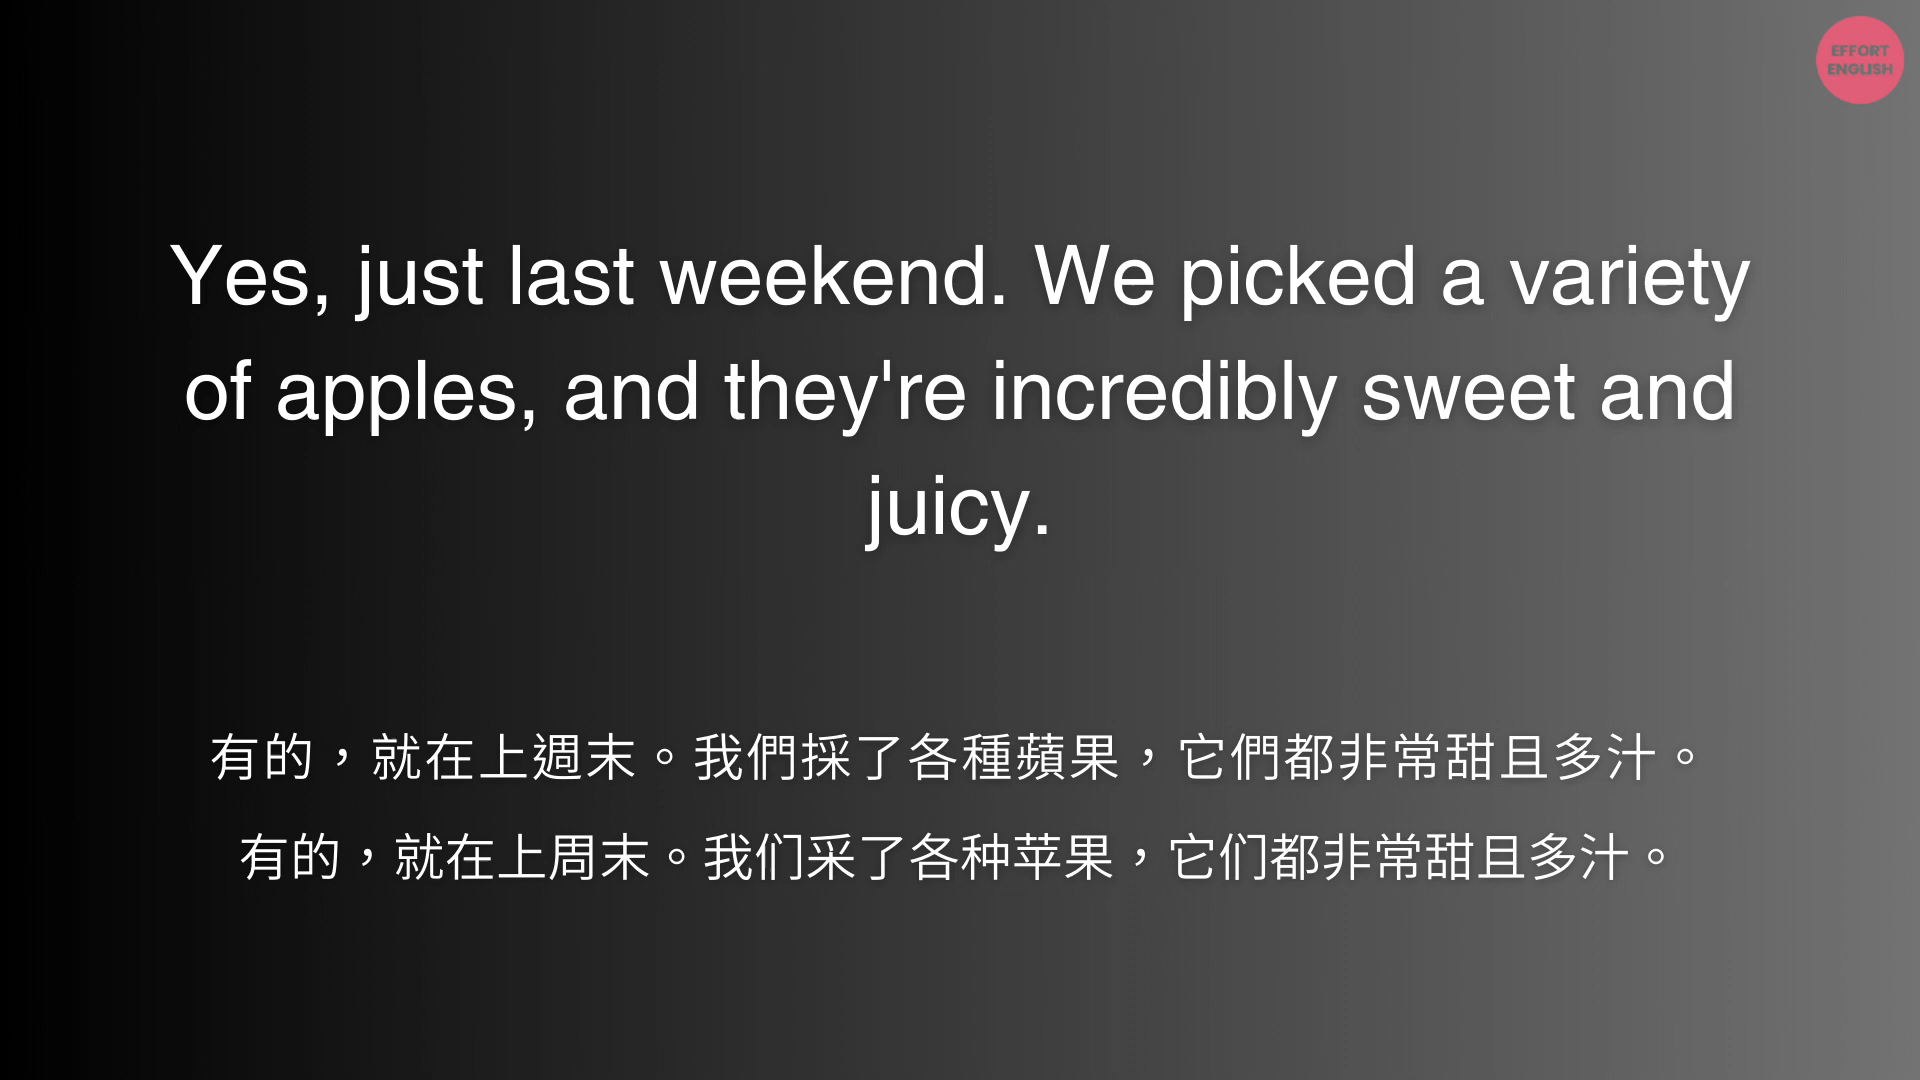 EFFORT
ENGLISH
Yes, just last weekend. We picked a variety
of apples, and they're incredibly sweet and
juicy.
有的，就在上週末。我們採了各種蘋果，它們都非常甜且多汁。
有的，就在上周末。我们采了各种苹果，它们都非常甜且多汁。